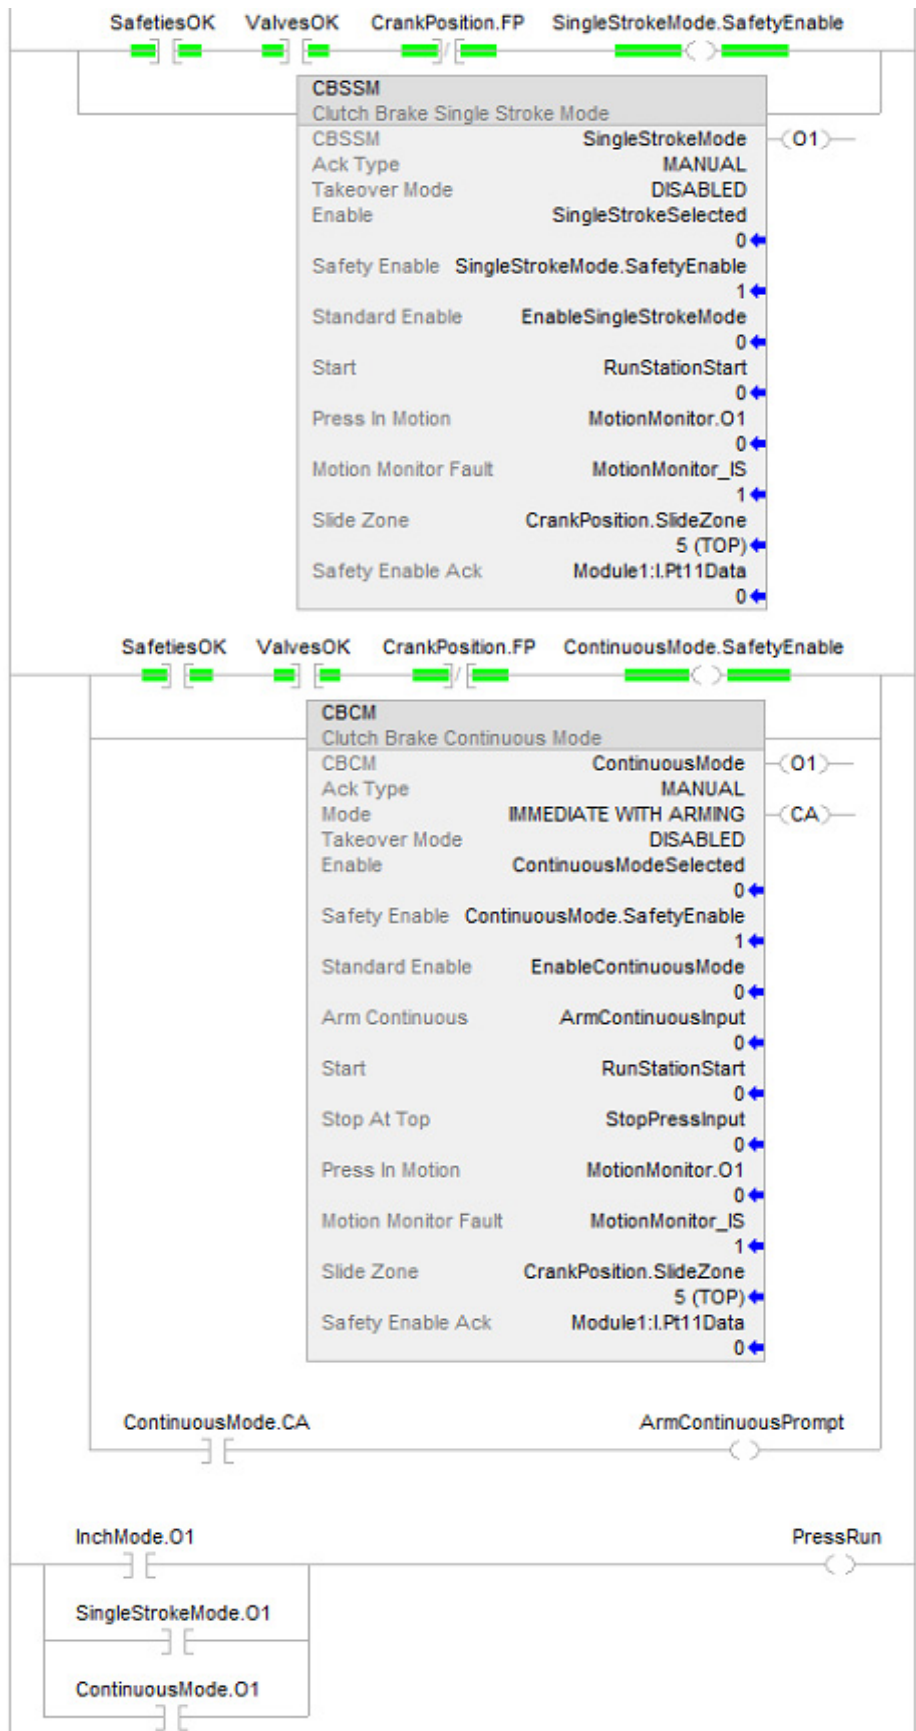 SafetiesOK ValvesOK CrankPosition.FP SingleStrokeMode.SafetyEnable
CBSSM
Clutch Brake Single Stroke Mode
CBSSM SingleStrokeMode O1
Ack Type MANUAL
Takeover Mode DISABLED
Enable SingleStrokeSelected
0
Safety Enable SingleStrokeMode.SafetyEnable
1
Standard Enable EnableSingleStrokeMode
0
Start RunStationStart
0
Press In Motion MotionMonitor.O1
0
Motion Monitor Fault MotionMonitor_IS
1
Slide Zone CrankPosition.SlideZone
5 (TOP)
Safety Enable Ack Module1:I.Pt11Data
0
SafetiesOK ValvesOK CrankPosition.FP ContinuousMode.SafetyEnable
CBCM
Clutch Brake Continuous Mode
CBCM ContinuousMode O1
Ack Type MANUAL
Mode IMMEDIATE WITH ARMING CA
Takeover Mode DISABLED
Enable ContinuousModeSelected
0
Safety Enable ContinuousMode.SafetyEnable
1
Standard Enable EnableContinuousMode
0
Arm Continuous ArmContinuousInput
0
Start RunStationStart
0
Stop At Top StopPressInput
0
Press In Motion MotionMonitor.O1
0
Motion Monitor Fault MotionMonitor_IS
1
Slide Zone CrankPosition.SlideZone
5 (TOP)
Safety Enable Ack Module1:I.Pt11Data
0
ContinuousMode.CA ArmContinuousPrompt
InchMode.O1 PressRun
SingleStrokeMode.O1
ContinuousMode.O1